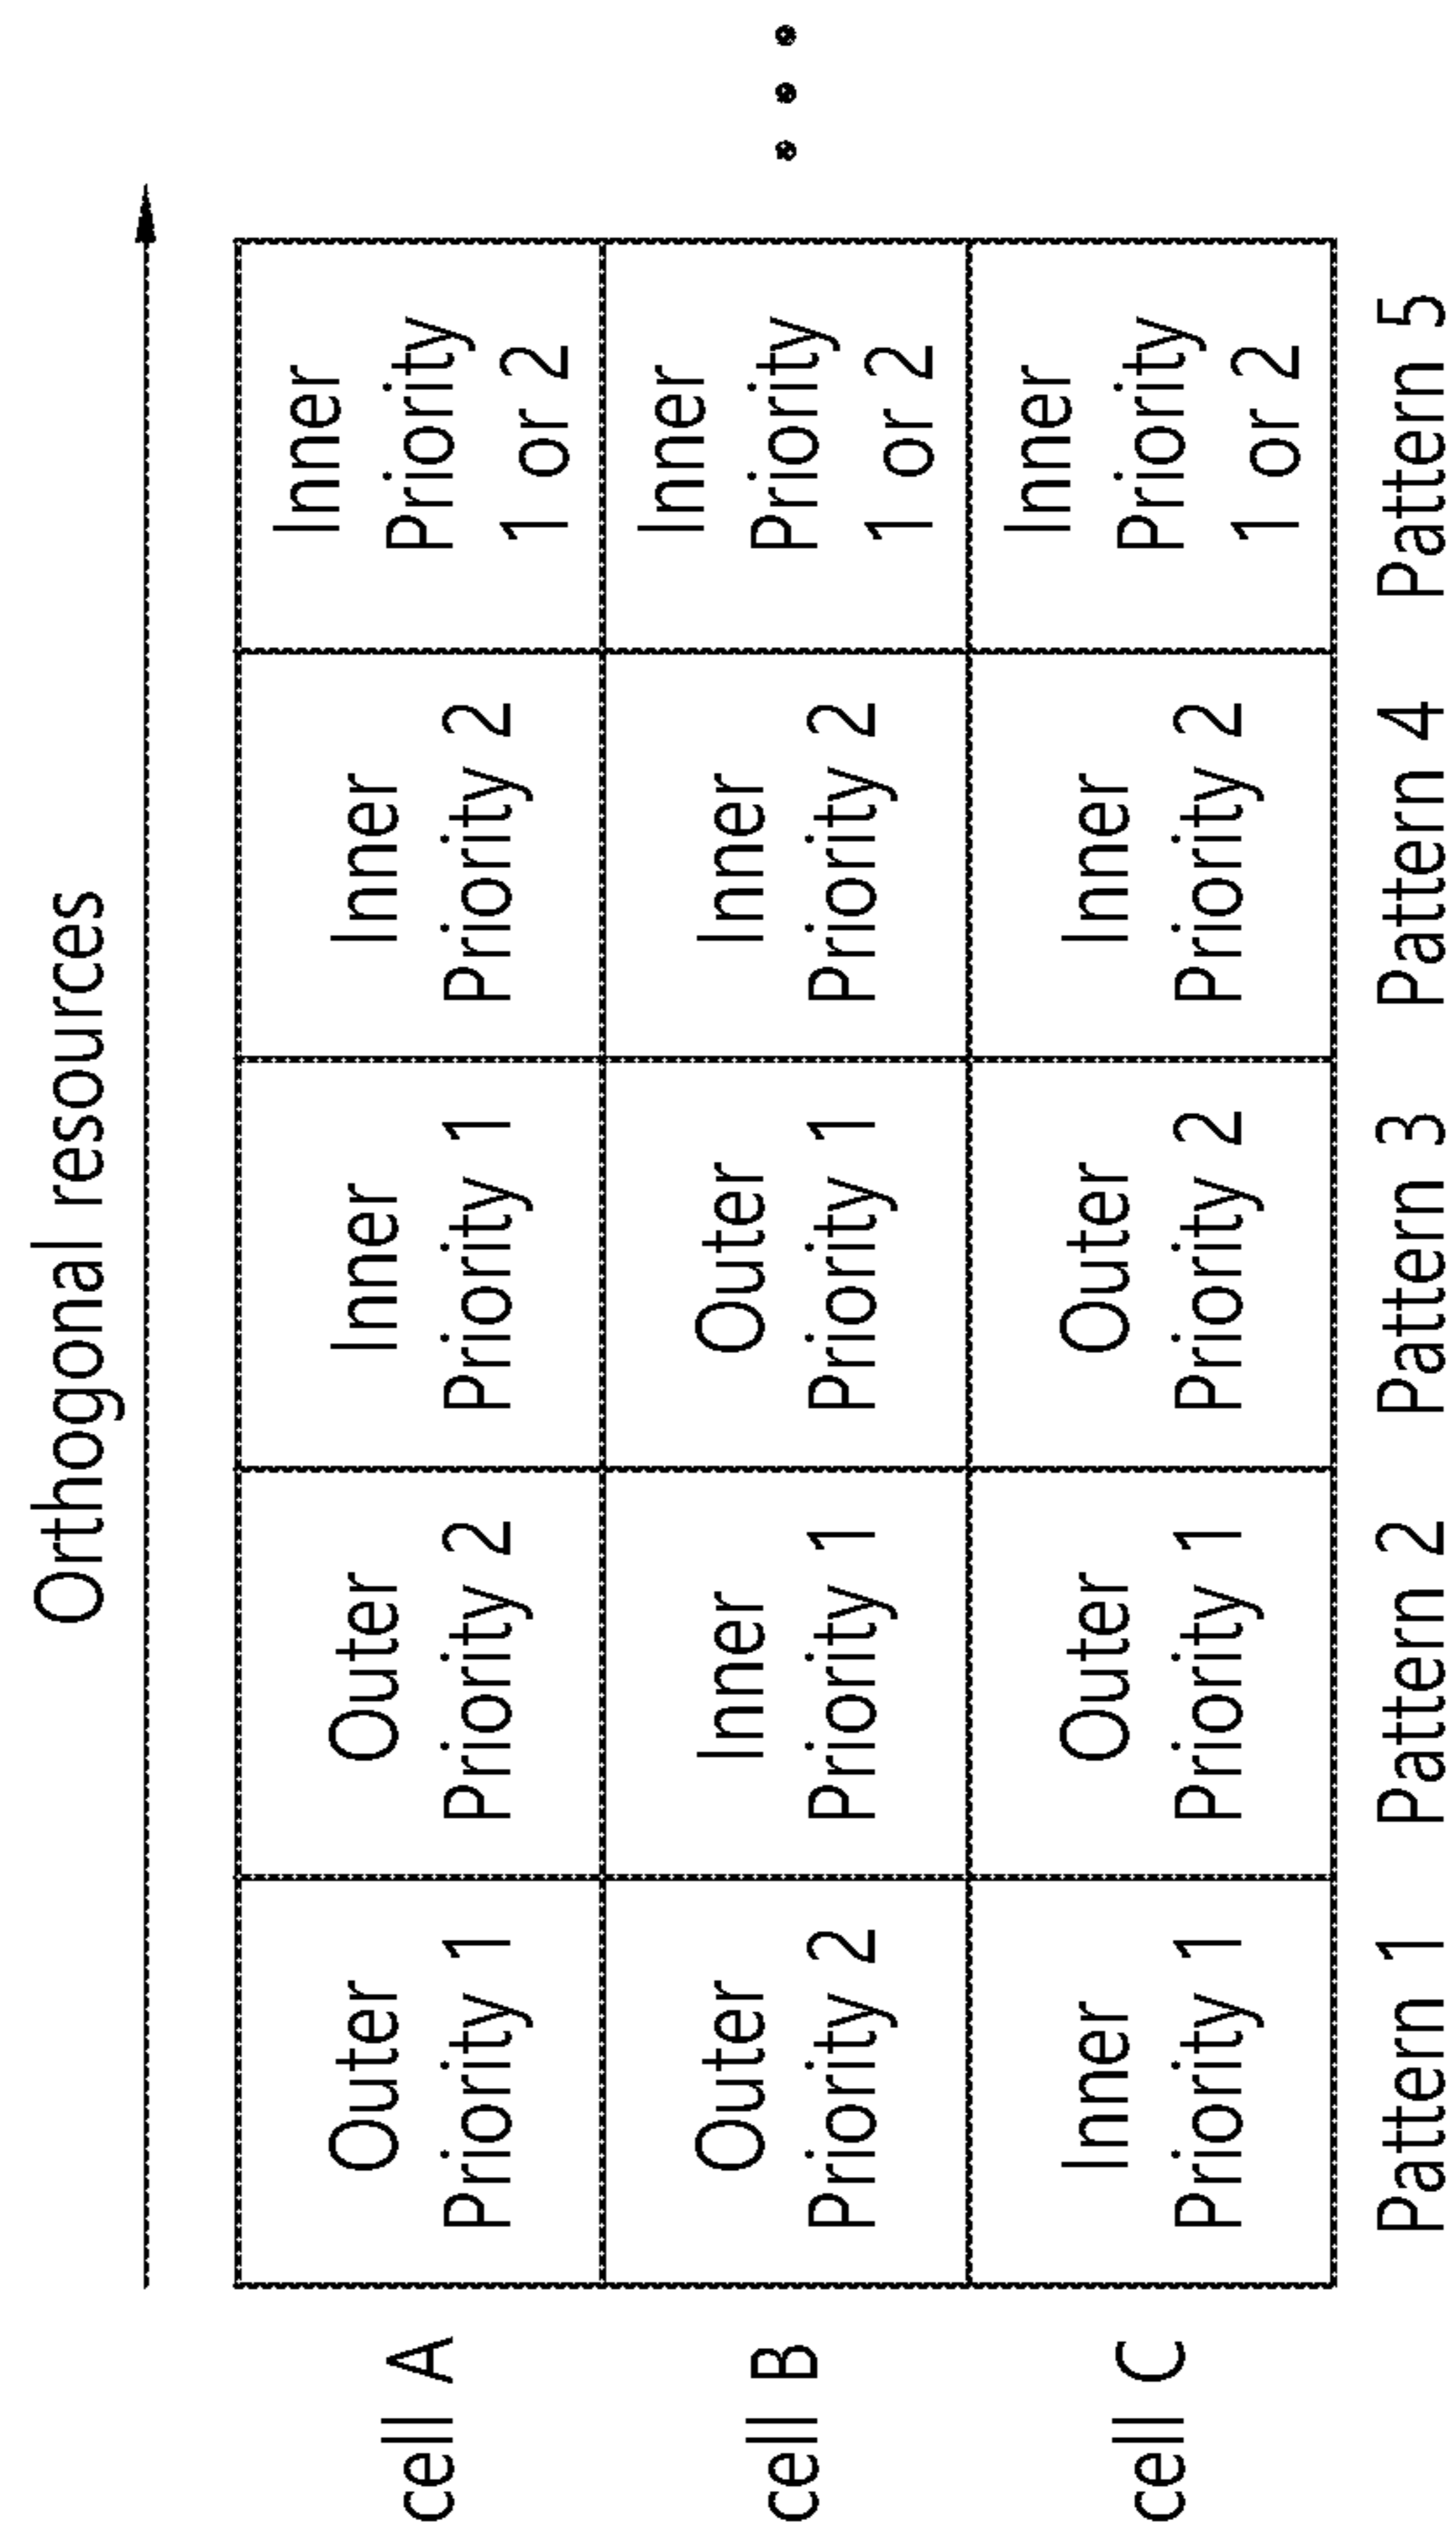 Orthogonal resources
cell A
Outer
Priority 1
Outer
Priority 2
Inner
Priority 1
Inner
Priority 2
Inner
Priority
1 or 2
cell B
Outer
Priority 2
Inner
Priority 1
Outer
Priority 1
Inner
Priority 2
Inner
Priority
1 or 2
cell C
Inner
Priority 1
Outer
Priority 1
Outer
Priority 2
Inner
Priority 2
Inner
Priority
1 or 2
Pattern 1
Pattern 2
Pattern 3
Pattern 4
Pattern 5